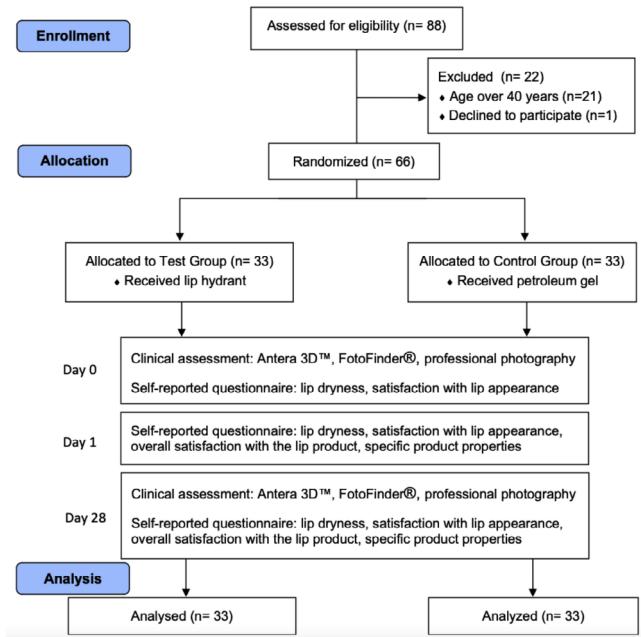 Enrollment
Assessed for eligibility (n= 88)
Excluded (n= 22)
♦ Age over 40 years (n=21)
♦ Declined to participate (n=1)
Allocation
Randomized (n= 66)
Allocated to Test Group (n= 33)
♦ Received lip hydrant
Allocated to Control Group (n= 33)
♦ Received petroleum gel
Day 0
Clinical assessment: Antera 3D™, FotoFinder®, professional photography
Self-reported questionnaire: lip dryness, satisfaction with lip appearance
Day 1
Self-reported questionnaire: lip dryness, satisfaction with lip appearance,
overall satisfaction with the lip product, specific product properties
Day 28
Clinical assessment: Antera 3D™, FotoFinder®, professional photography
Self-reported questionnaire: lip dryness, satisfaction with lip appearance,
overall satisfaction with the lip product, specific product properties
Analysis
Analysed (n= 33)
Analyzed (n= 33)